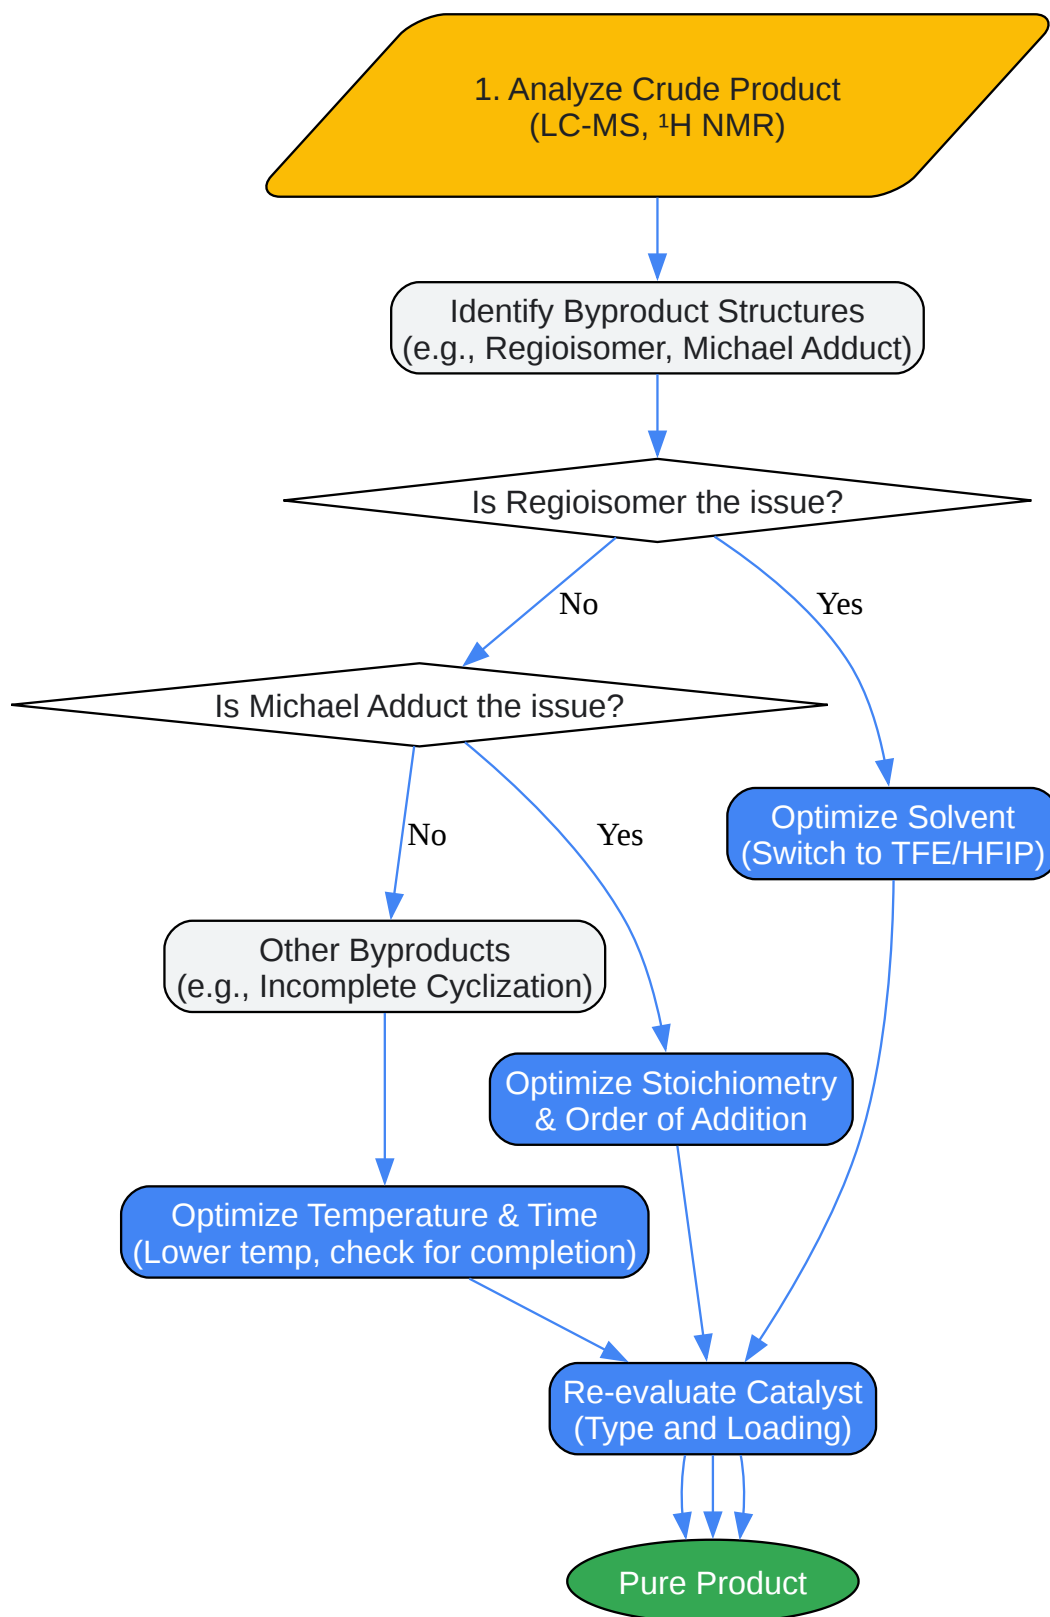 1. Analyze Crude Product
(LC-MS, ¹H NMR)
Identify Byproduct Structures
(e.g., Regioisomer, Michael Adduct)
Is Regioisomer the issue?
No
Yes
Is Michael Adduct the issue?
No
Yes
Optimize Solvent
(Switch to TFE/HFIP)
Other Byproducts
(e.g., Incomplete Cyclization)
Optimize Stoichiometry
& Order of Addition
Optimize Temperature & Time
(Lower temp, check for completion)
Re-evaluate Catalyst
(Type and Loading)
Pure Product